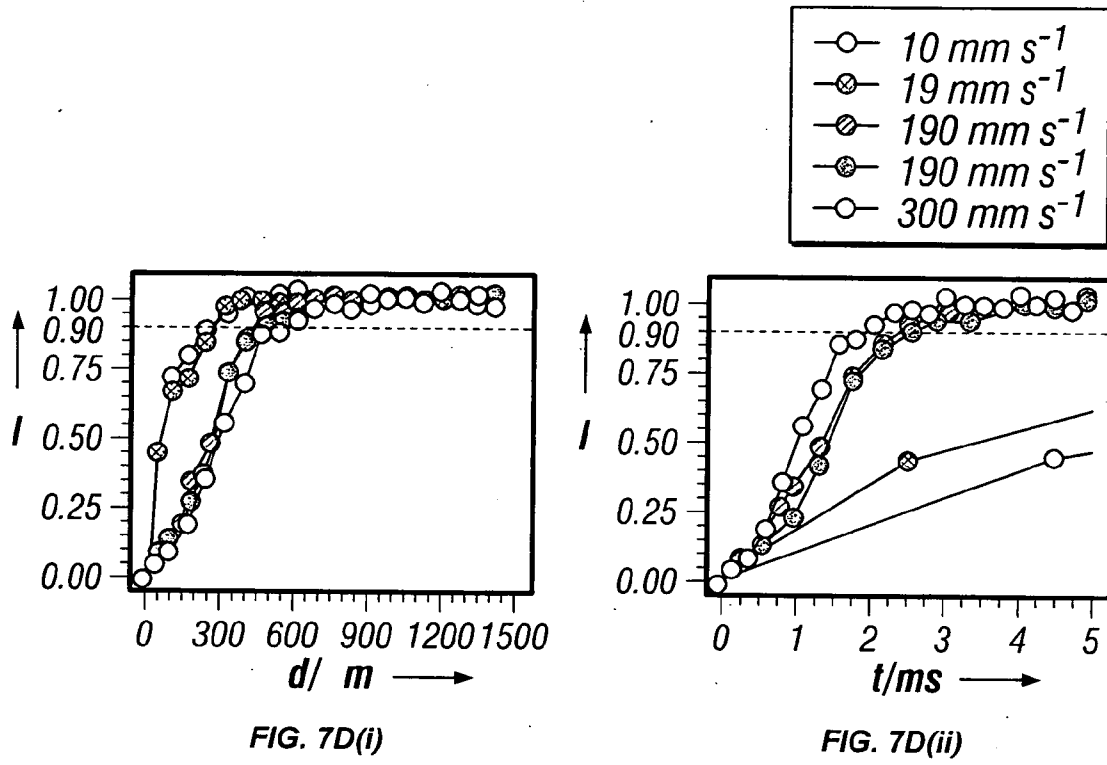 10 mm s⁻¹
19 mm s⁻¹
190 mm s⁻¹
190 mm s⁻¹
300 mm s⁻¹
1.00
0.90
0.75
0.50
0.25
0.00
I
0 300 600 900 1200 1500
d/ m
FIG. 7D(i)
1.00
0.90
0.75
0.50
0.25
0.00
I
0 1 2 3 4 5
t/ms
FIG. 7D(ii)